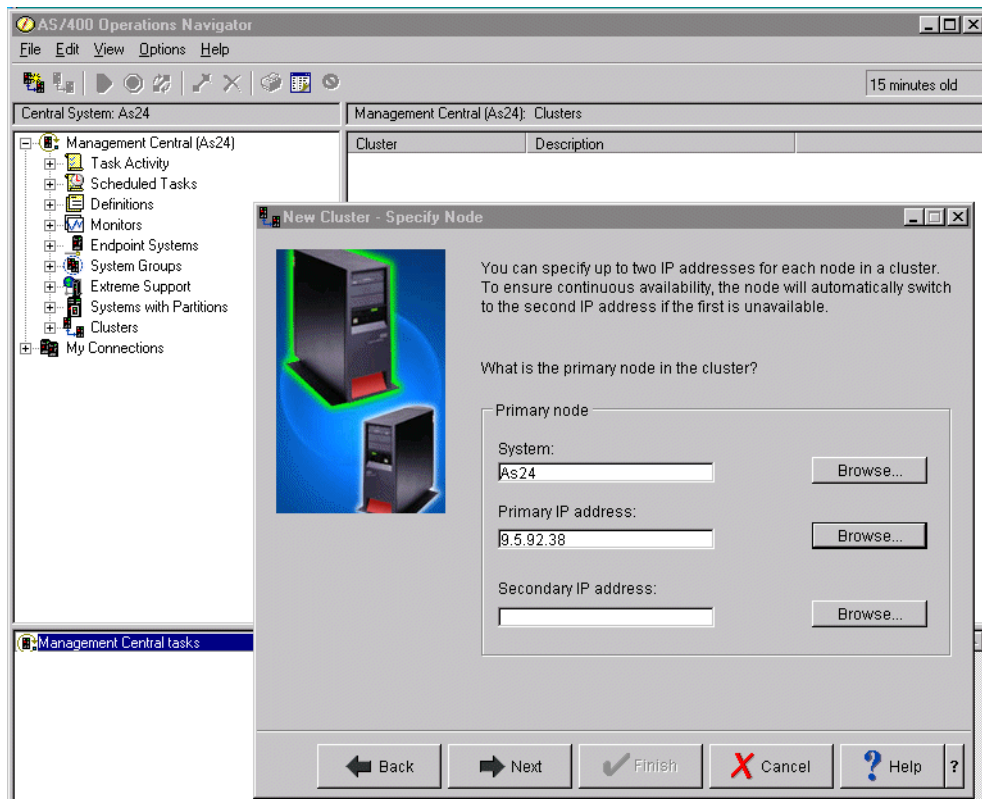 AS/400 Operations Navigator
File Edit View Options Help
15 minutes old
Central System: As24
Management Central (As24): Clusters
Management Central (As24)
Task Activity
Scheduled Tasks
Definitions
Monitors
Endpoint Systems
System Groups
Extreme Support
Systems with Partitions
Clusters
My Connections
Cluster Description
New Cluster - Specify Node
You can specify up to two IP addresses for each node in a cluster.
To ensure continuous availability, the node will automatically switch
to the second IP address if the first is unavailable.
What is the primary node in the cluster?
Primary node
System:
As24 Browse...
Primary IP address:
9.5.92.38 Browse...
Secondary IP address:
Browse...
Management Central tasks
Back Next Finish Cancel Help ?